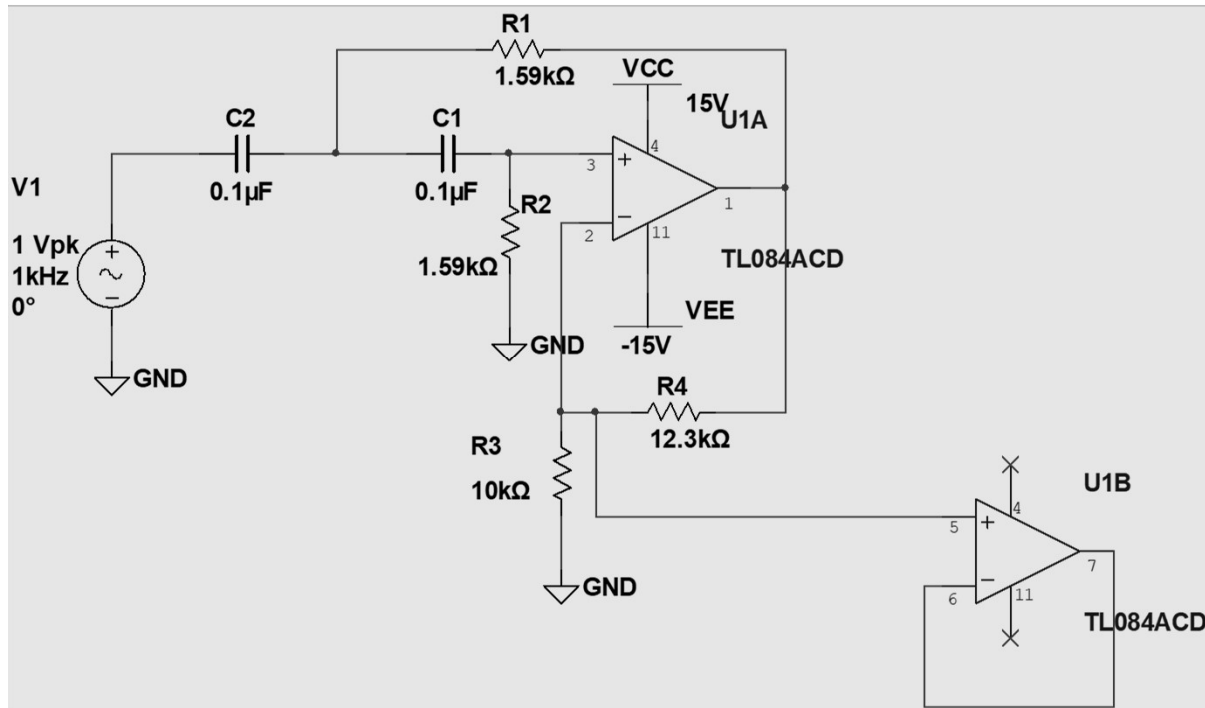 R1
1.59kΩ
VCC
15V
U1A
C2
C1
4
0.1µF
0.1µF
3
+
V1
R2
1
2
−
11
1 Vpk
+
1kHz
−
0°
1.59kΩ
TL084ACD
VEE
GND
-15V
GND
R4
12.3kΩ
R3
10kΩ
U1B
4
5
+
7
GND
6
−
11
TL084ACD